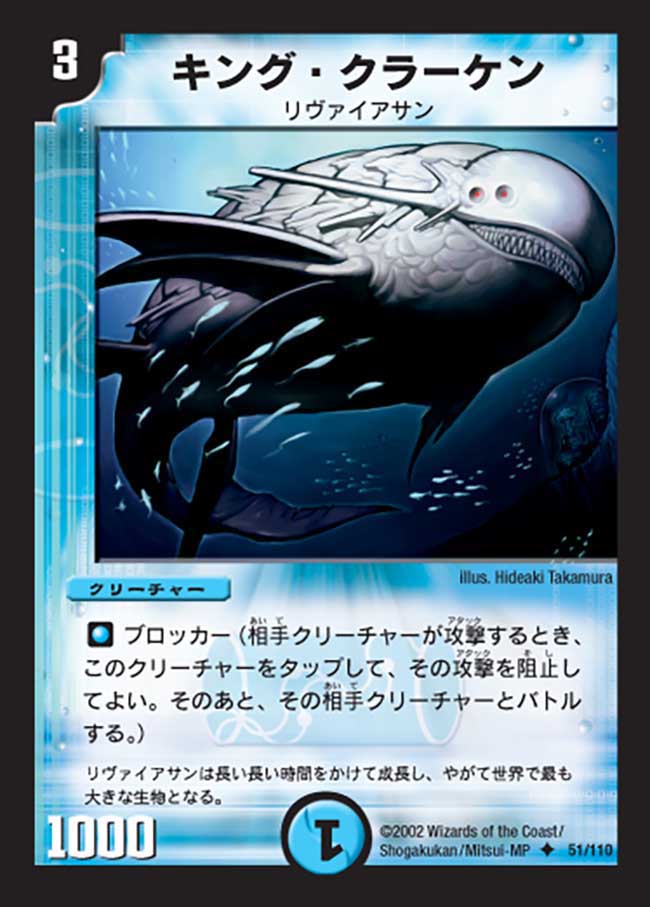 3
キング・クラーケン
リヴァイアサン
illus. Hideaki Takamura
クリーチャー
ブロッカー（相手クリーチャーが攻撃するとき、
このクリーチャーをタップして、その攻撃を阻止し
てよい。そのあと、その相手クリーチャーとバトル
する。）
リヴァイアサンは長い長い時間をかけて成長し、やがて世界で最も
大きな生物となる。
1000
1
©2002 Wizards of the Coast/
Shogakukan/Mitsui-MP ✦ 51/110